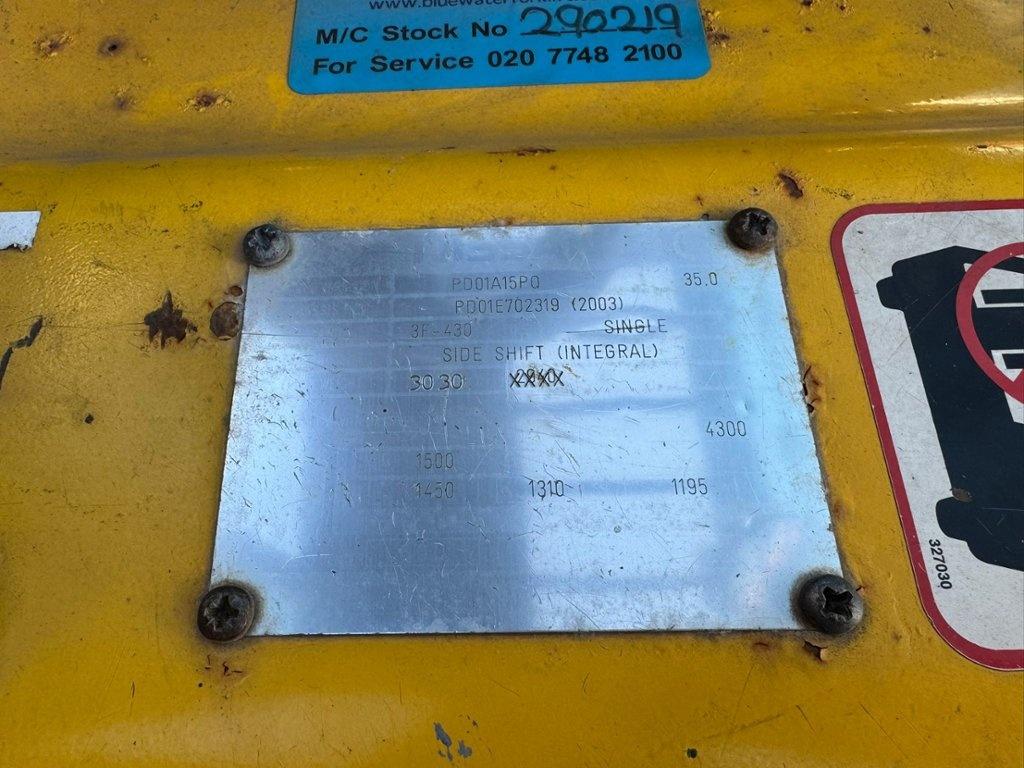 M/C Stock No 290219
For Service 020 7748 2100
PD01A15PQ 35.0
PD01E702319 (2003)
3F-430 SINGLE
SIDE SHIFT (INTEGRAL)
3030
4300
1500
1450 1310 1195
327030